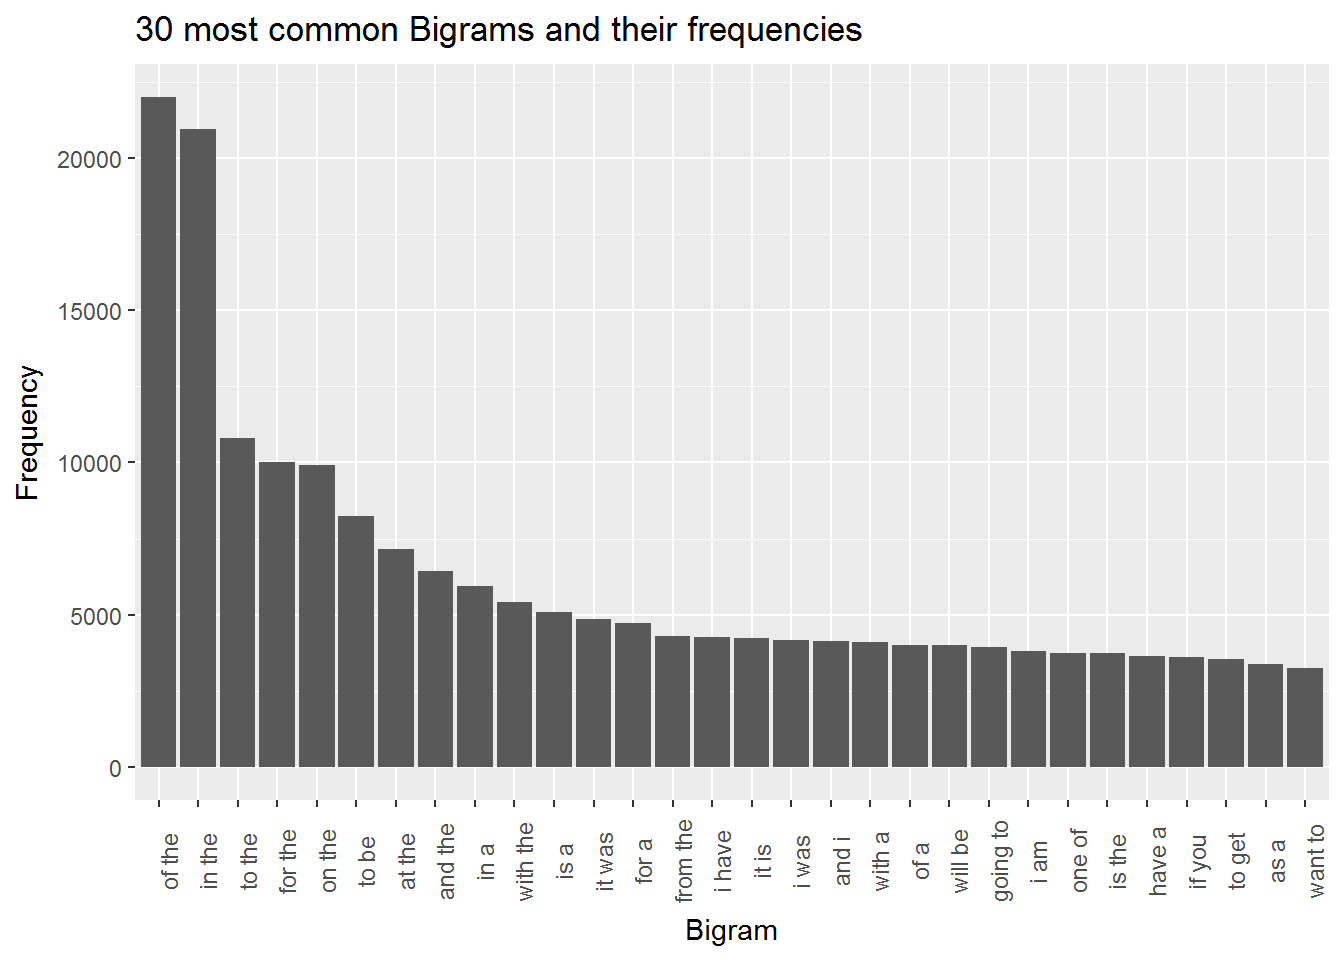 30 most common Bigrams and their frequencies
Frequency
20000
15000
10000
5000
0
of the
in the
to the
for the
on the
to be
at the
and the
in a
with the
is a
it was
for a
from the
i have
it is
i was
and i
with a
of a
will be
going to
i am
one of
is the
have a
if you
to get
as a
want to
Bigram